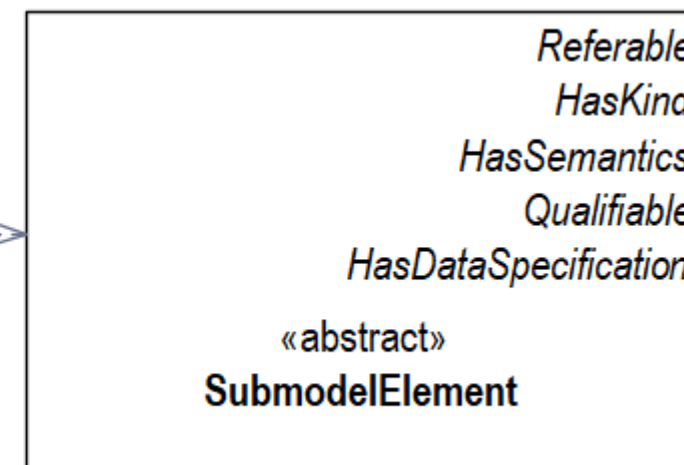 Referable
HasKind
HasSemantics
Qualifiable
HasDataSpecification
«abstract»
SubmodelElement